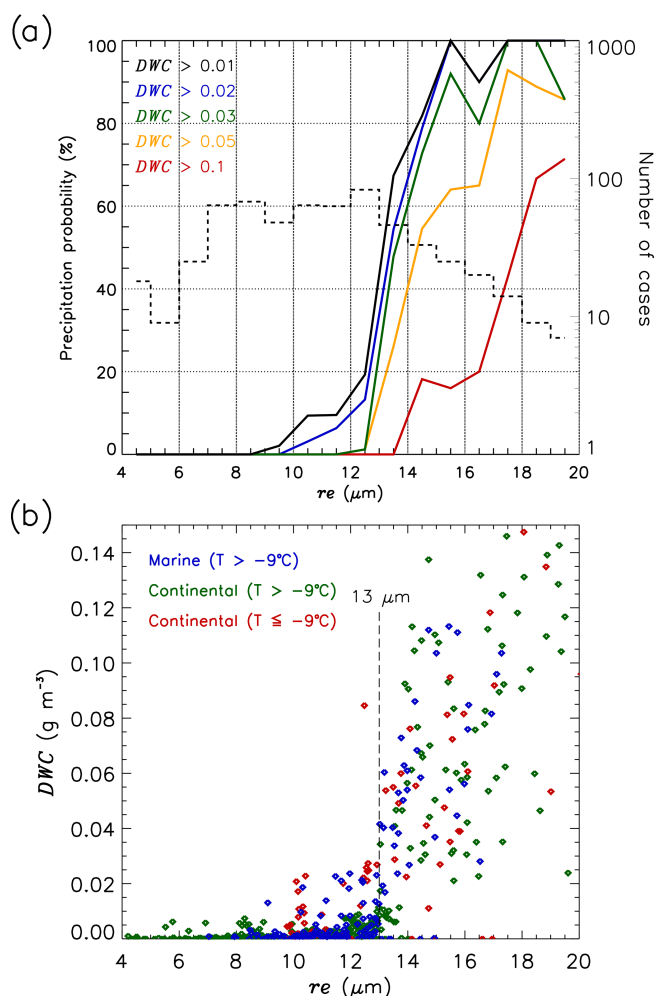 (a)
100
80
60
40
20
0
Precipitation probability (%)
DWC > 0.01
DWC > 0.02
DWC > 0.03
DWC > 0.05
DWC > 0.1
1000
100
10
1
Number of cases
4 6 8 10 12 14 16 18 20
re (μm)
(b)
0.14
0.12
0.10
0.08
0.06
0.04
0.02
0.00
DWC (g m⁻³)
Marine (T > −9°C)
Continental (T > −9°C)
Continental (T ≦ −9°C)
13 μm
4 6 8 10 12 14 16 18 20
re (μm)